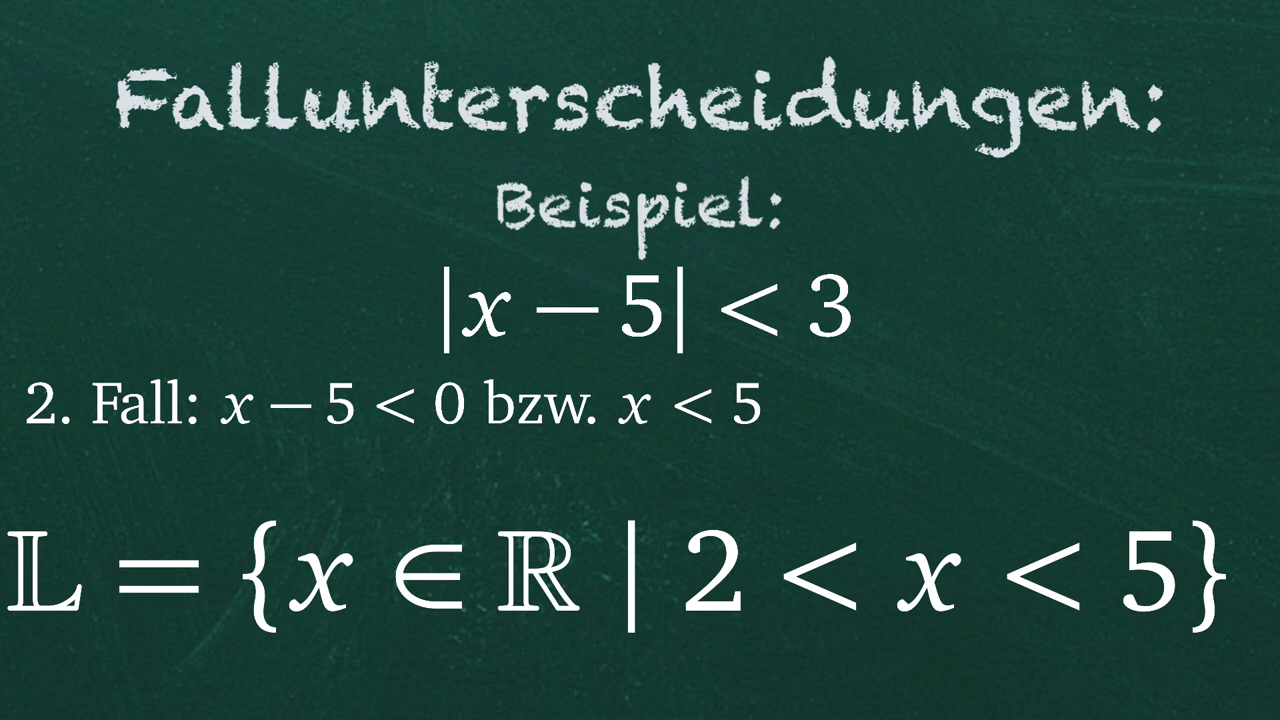 Fallunterscheidungen:
Beispiel:
|x − 5| < 3
2. Fall: x − 5 < 0 bzw. x < 5
𝕃 = {x ∈ ℝ | 2 < x < 5}